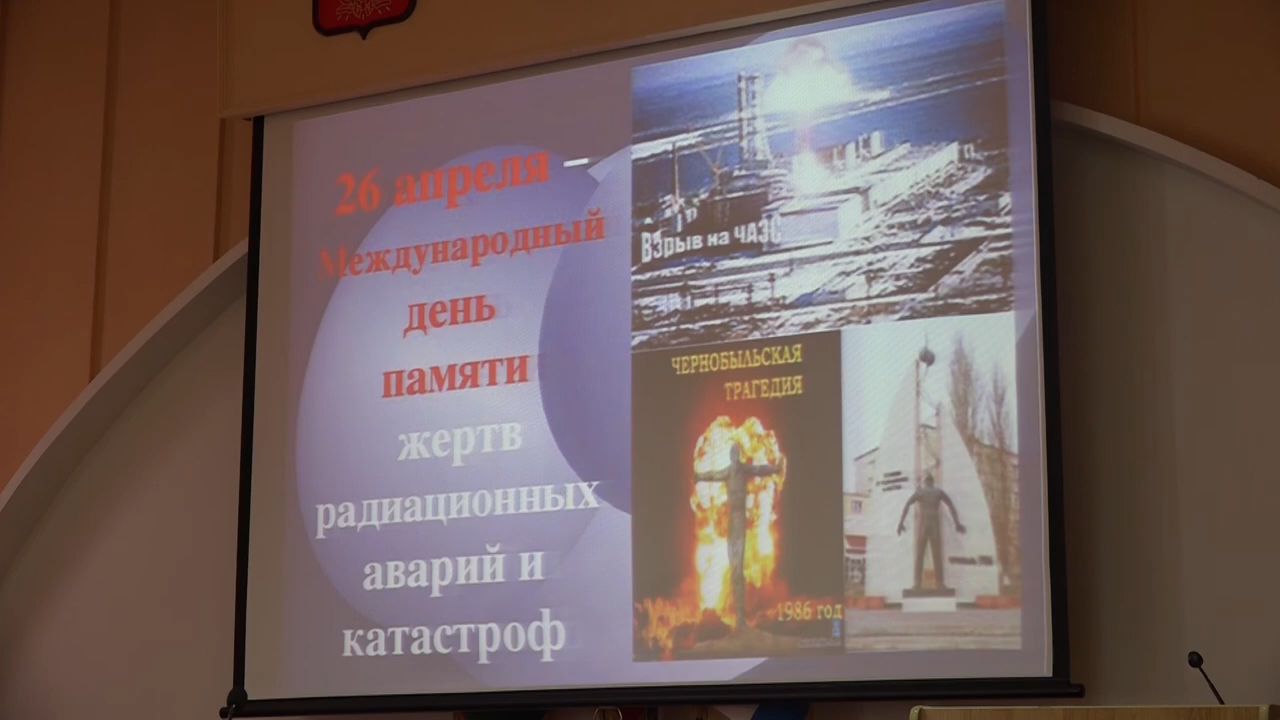 26 апреля –
Международный
день
памяти
жертв
радиационных
аварий и
катастроф
Взрыв на ЧАЭС
ЧЕРНОБЫЛЬСКАЯ
ТРАГЕДИЯ
1986 год